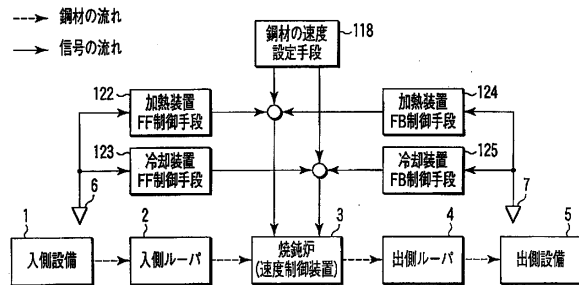 鋼材の流れ
信号の流れ
鋼材の速度
設定手段
118
122
加熱装置
FF制御手段
加熱装置
FB制御手段
124
123
冷却装置
FF制御手段
冷却装置
FB制御手段
125
6
7
1
入側設備
2
入側ルーパ
3
焼鈍炉
(速度制御装置)
4
出側ルーパ
5
出側設備